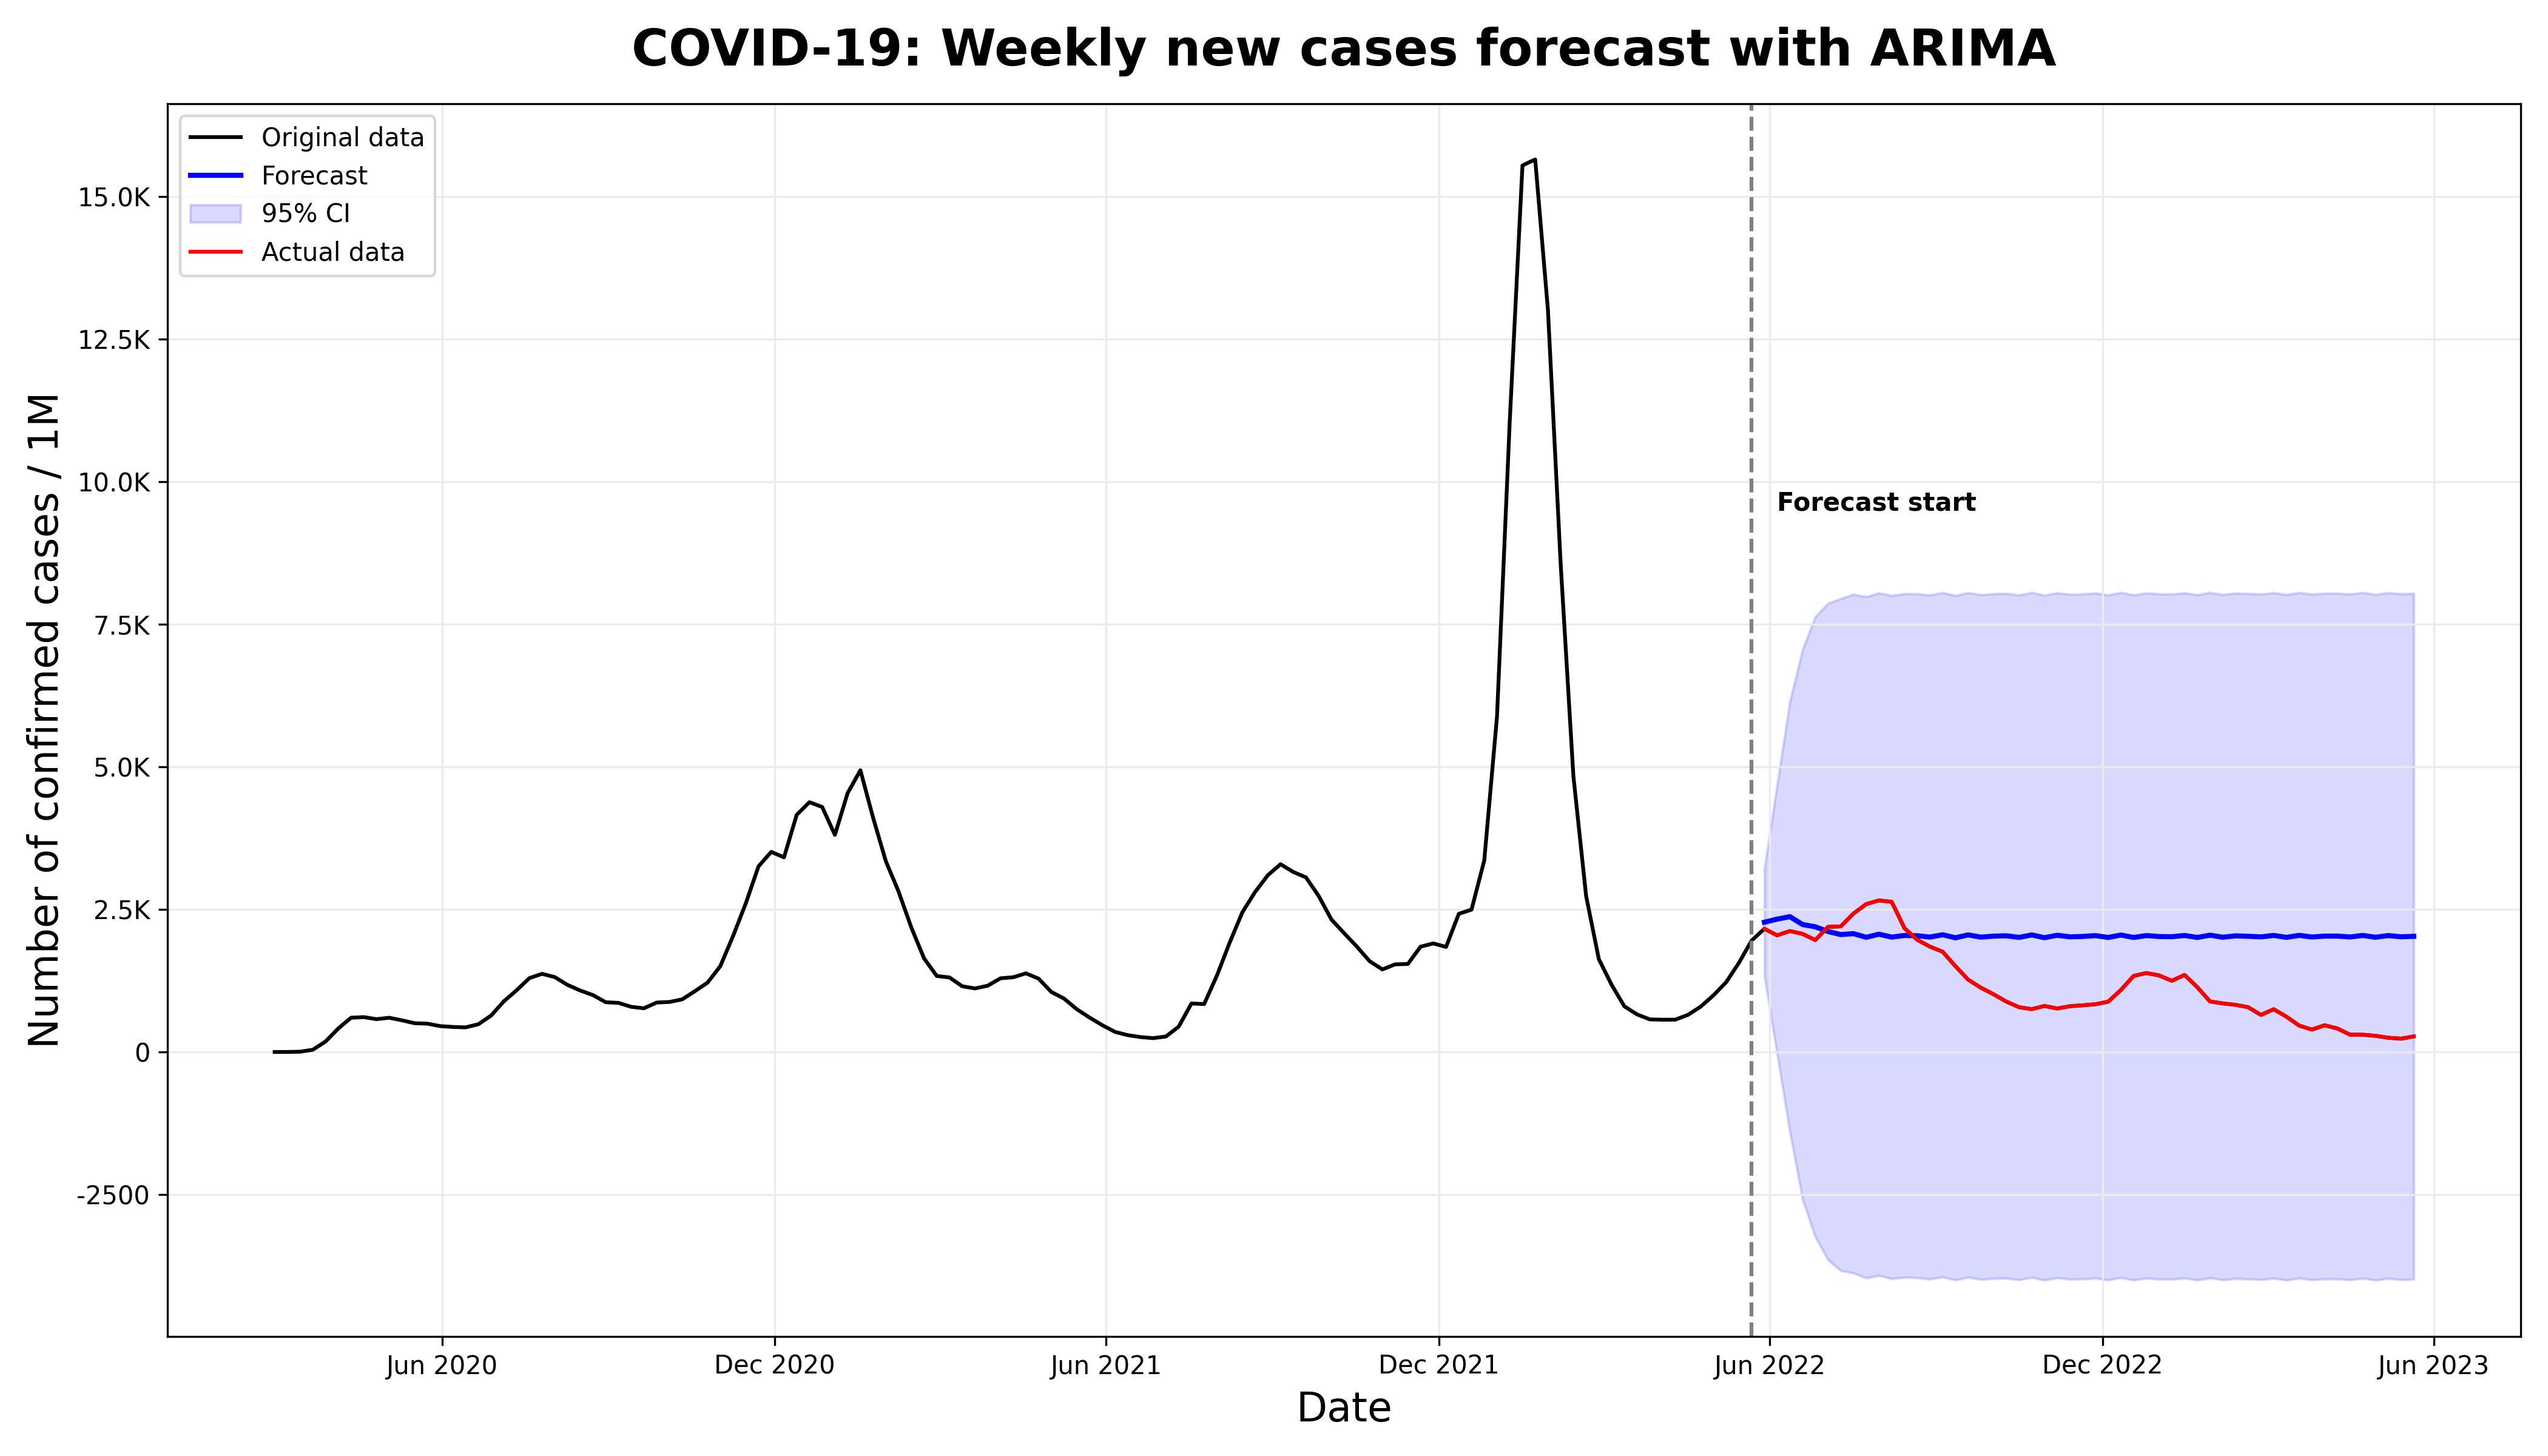 COVID-19: Weekly new cases forecast with ARIMA
Original data
Forecast
95% CI
Actual data
15.0K
12.5K
10.0K
7.5K
5.0K
2.5K
0
-2500
Number of confirmed cases / 1M
Forecast start
Jun 2020
Dec 2020
Jun 2021
Dec 2021
Jun 2022
Dec 2022
Jun 2023
Date